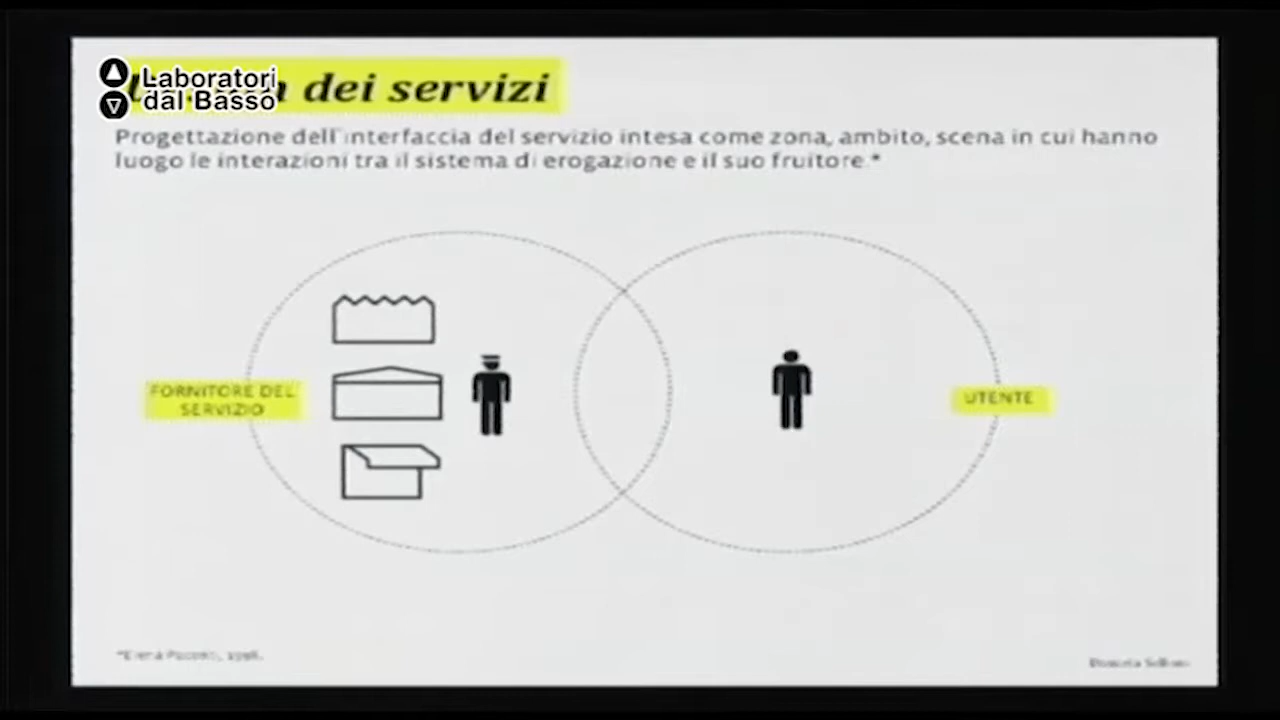 Laboratori
dal Basso
dei servizi
Progettazione dell'interfaccia del servizio intesa come zona, ambito, scena in cui hanno
luogo le interazioni tra il sistema di erogazione e il suo fruitore.*
FORNITORE DEL
SERVIZIO
UTENTE
*Elena